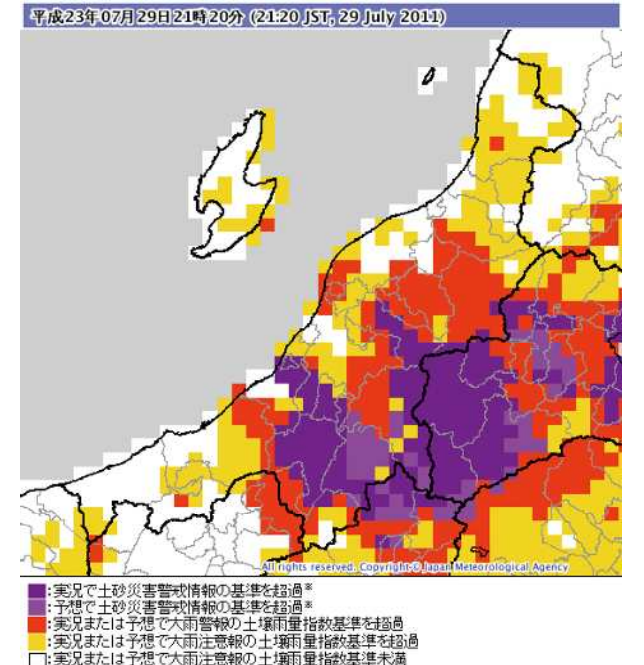 平成23年07月29日21時20分 (21:20 JST, 29 July 2011)
All rights reserved. Copyright © Japan Meteorological Agency
:実況で土砂災害警戒情報の基準を超過※
:予想で土砂災害警戒情報の基準を超過※
:実況または予想で大雨警報の土壌雨量指数基準を超過
:実況または予想で大雨注意報の土壌雨量指数基準を超過
:実況または予想で大雨注意報の土壌雨量指数基準未満